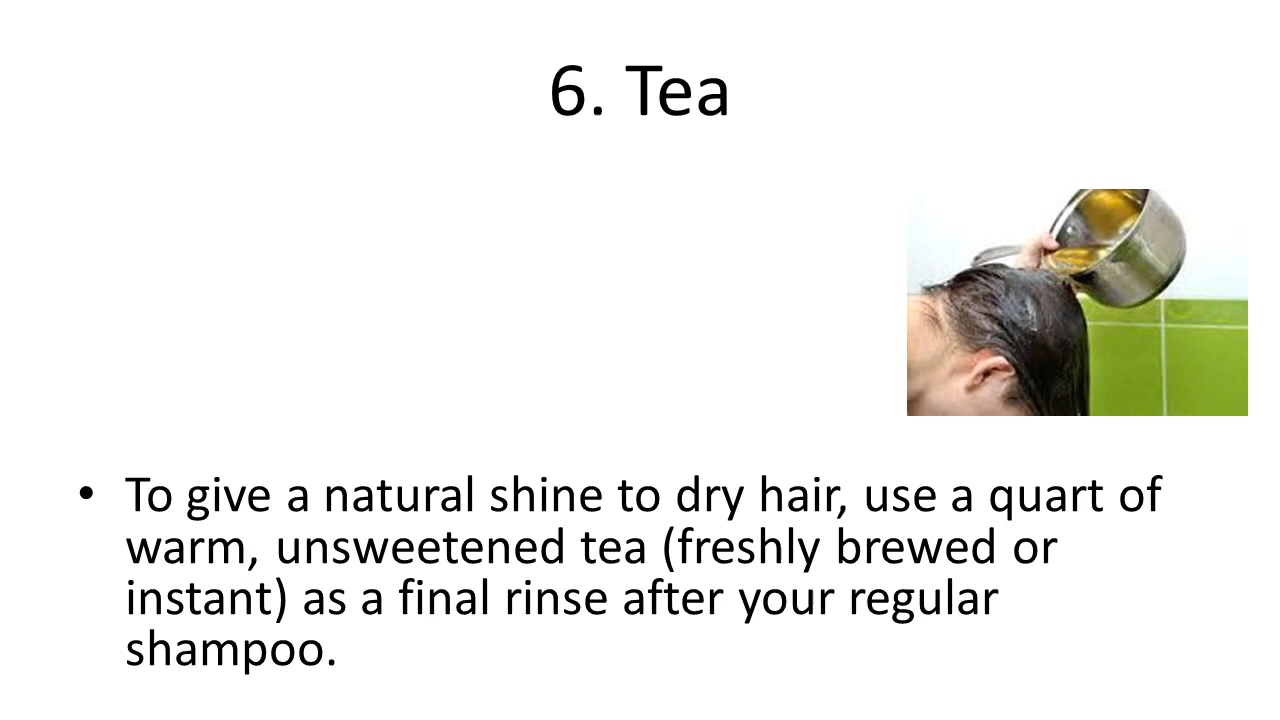 6. Tea
• To give a natural shine to dry hair, use a quart of
warm, unsweetened tea (freshly brewed or
instant) as a final rinse after your regular
shampoo.